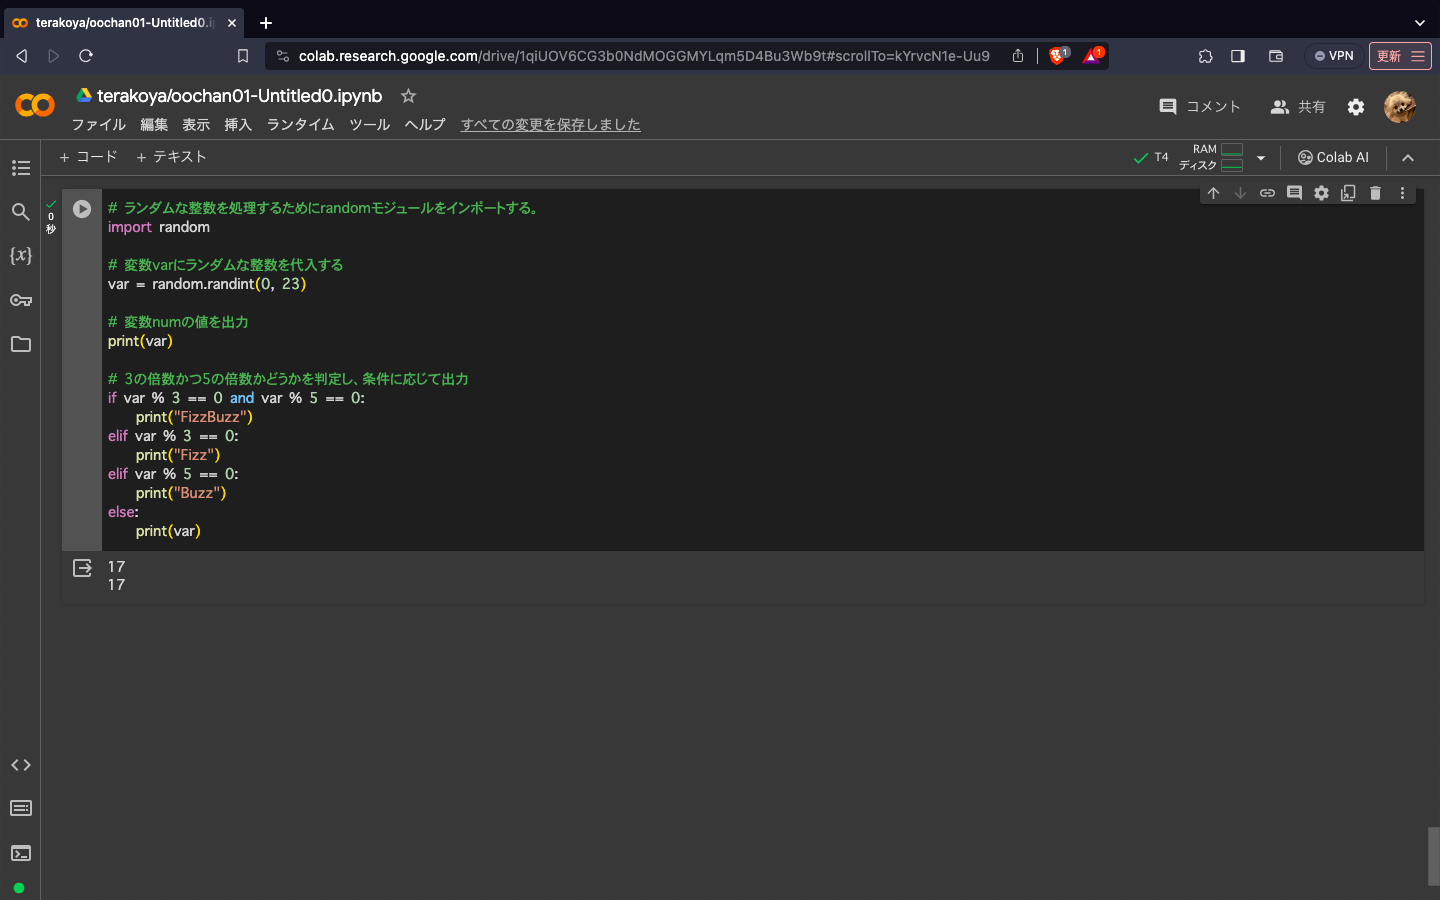 terakoya/oochan01-Untitled0.i
colab.research.google.com/drive/1qiUOV6CG3b0NdMOGGMYLqm5D4Bu3Wb9t#scrollTo=kYrvcN1e-Uu9
1
1
VPN
更新
terakoya/oochan01-Untitled0.ipynb
コメント
共有
ファイル 編集 表示 挿入 ランタイム ツール ヘルプ すべての変更を保存しました
+ コード + テキスト
T4
RAM
ディスク
Colab AI
0
秒
{x}
# ランダムな整数を処理するためにrandomモジュールをインポートする。
import random
# 変数varにランダムな整数を代入する
var = random.randint(0, 23)
# 変数numの値を出力
print(var)
# 3の倍数かつ5の倍数かどうかを判定し、条件に応じて出力
if var % 3 == 0 and var % 5 == 0:
    print("FizzBuzz")
elif var % 3 == 0:
    print("Fizz")
elif var % 5 == 0:
    print("Buzz")
else:
    print(var)
17
17